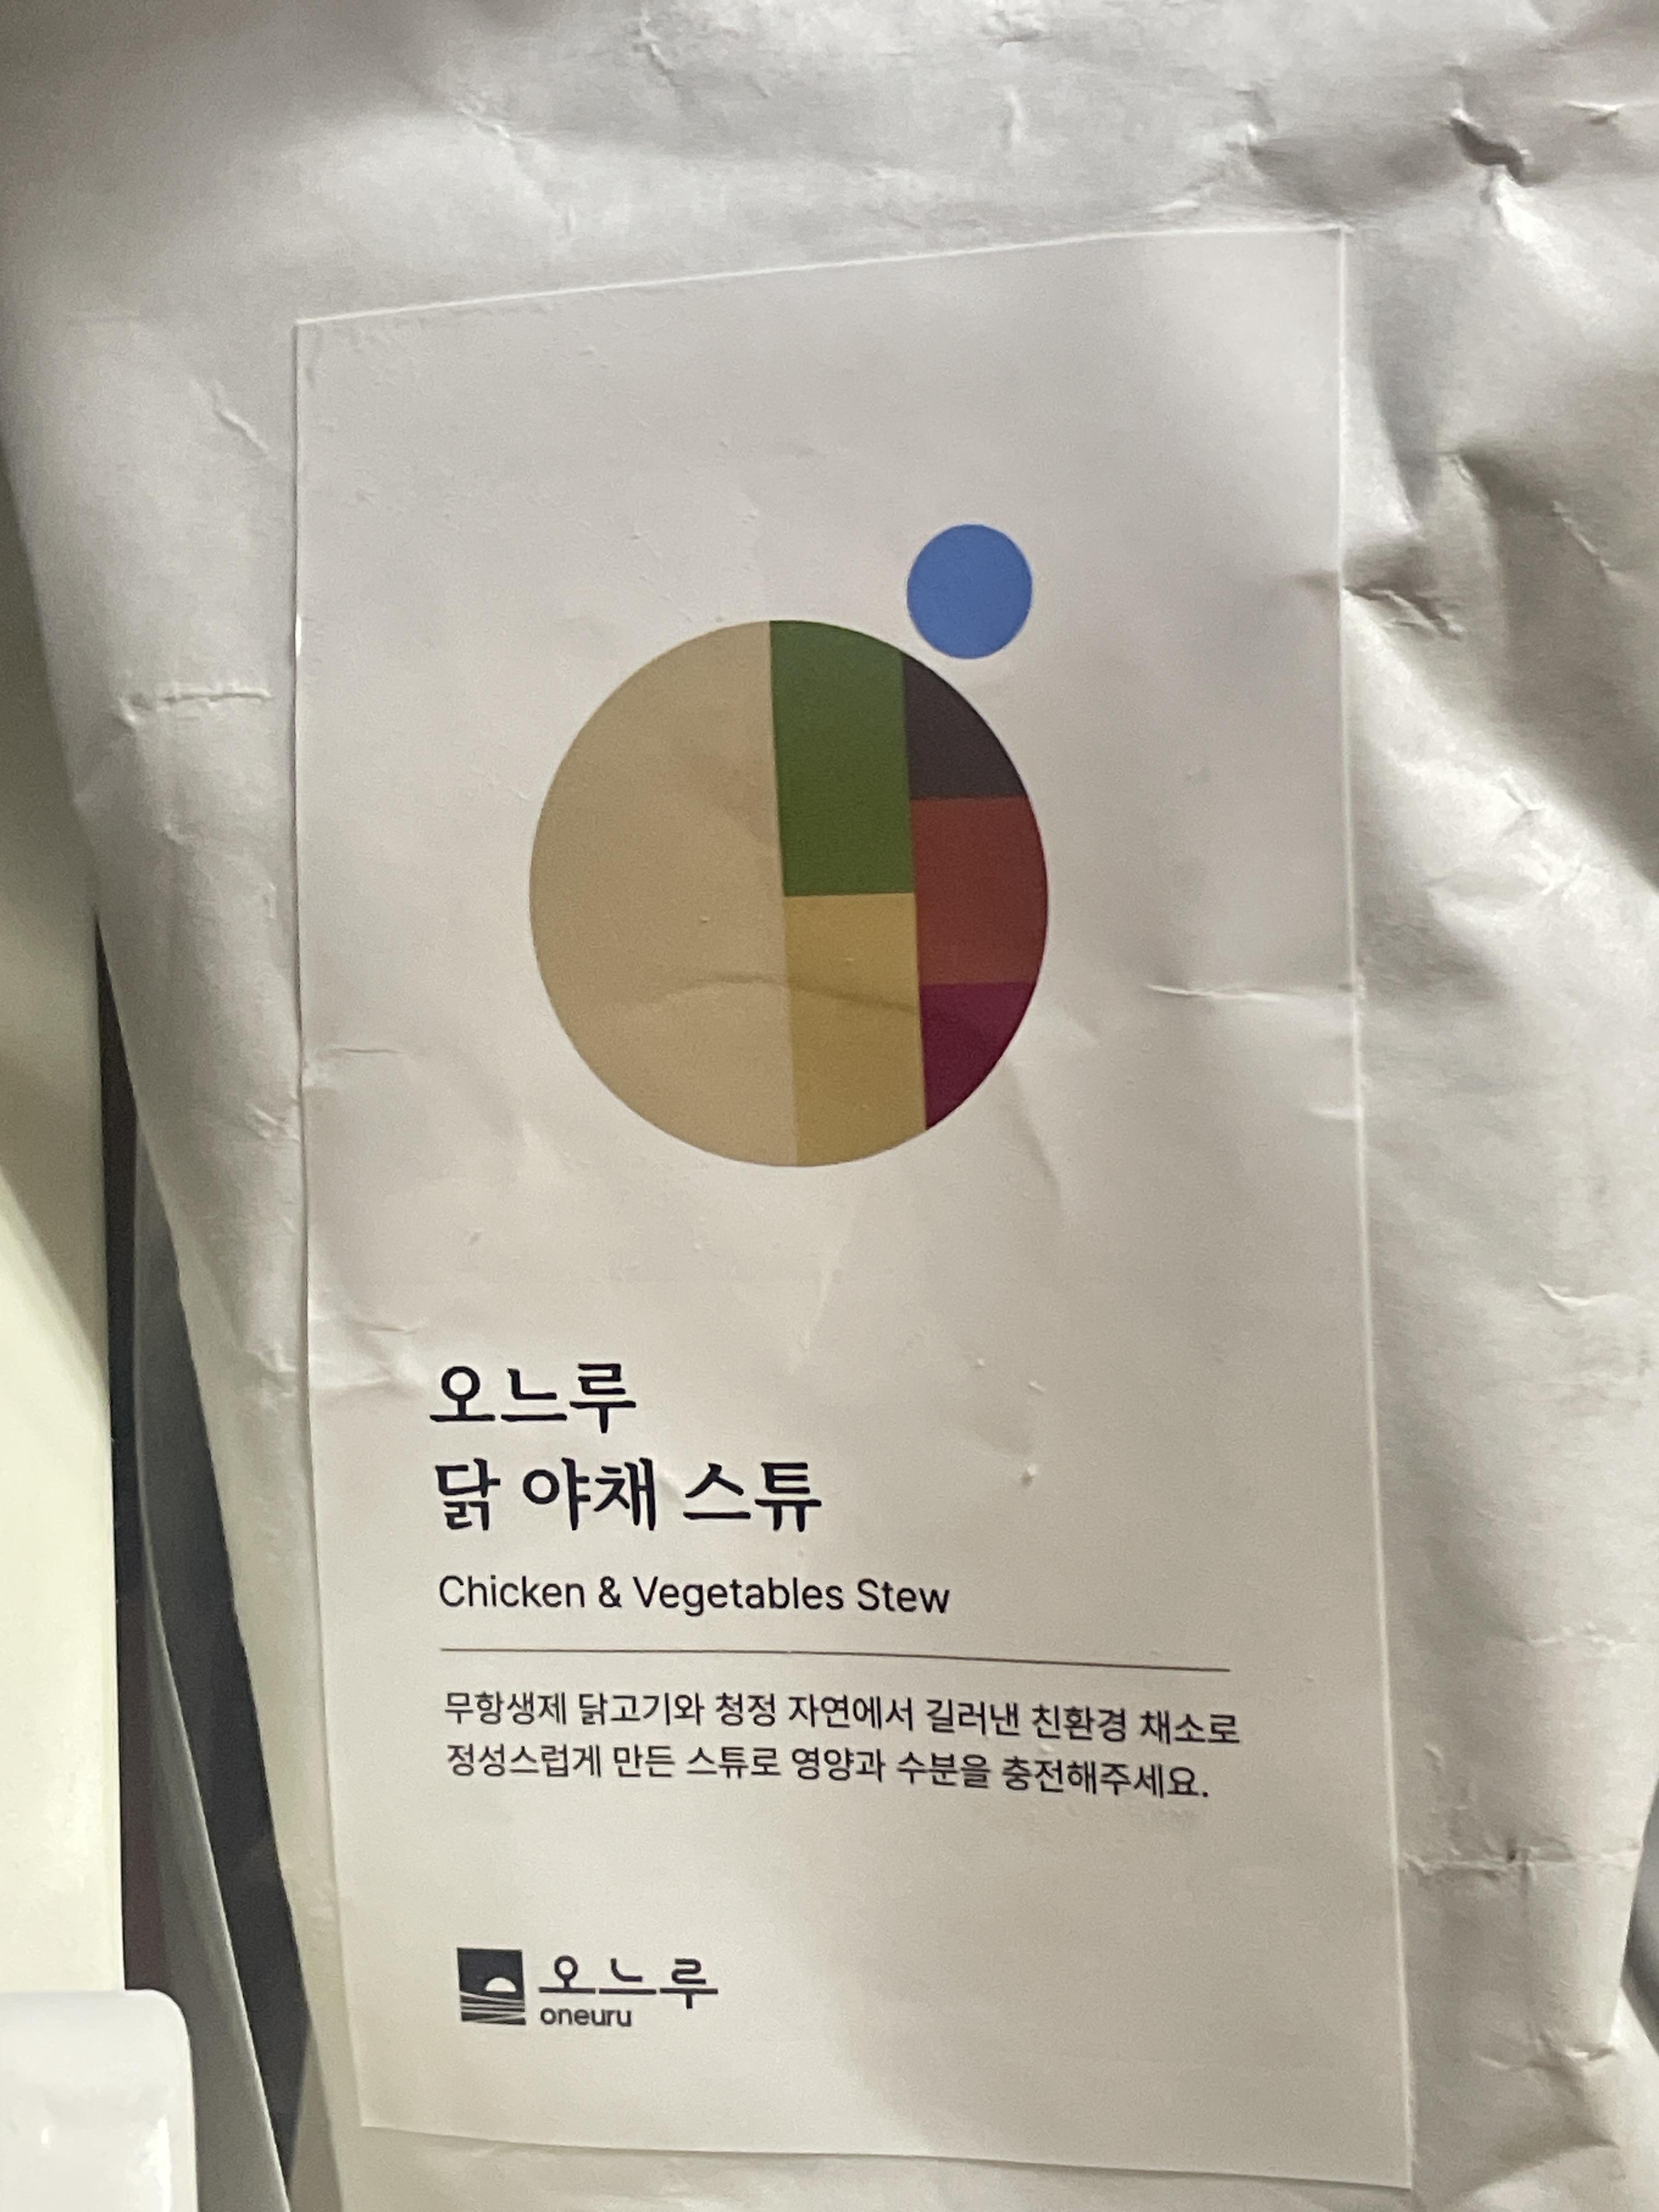 오느루
닭 야채 스튜
Chicken & Vegetables Stew
무항생제 닭고기와 청정 자연에서 길러낸 친환경 채소로
정성스럽게 만든 스튜로 영양과 수분을 충전해주세요.
오느루
oneuru